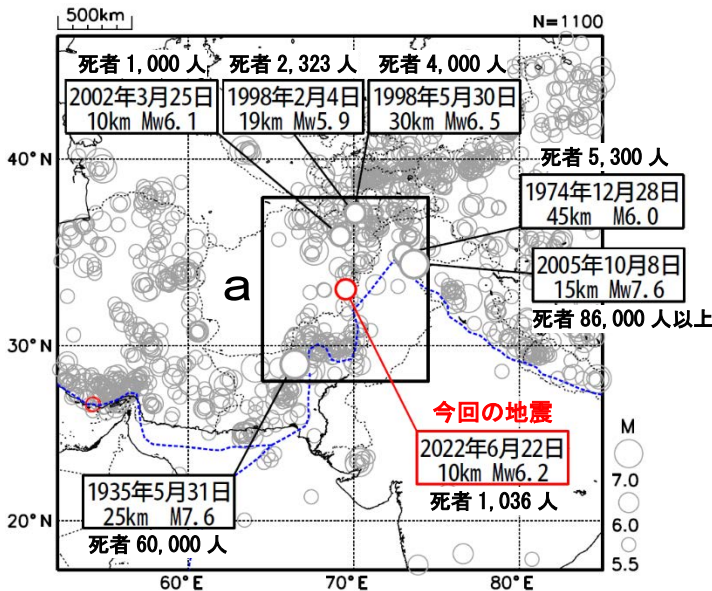 500km
N=1100
死者 1,000 人
死者 2,323 人
死者 4,000 人
2002年3月25日
10km Mw6.1
1998年2月4日
19km Mw5.9
1998年5月30日
30km Mw6.5
40°N
死者 5,300 人
1974年12月28日
45km M6.0
2005年10月8日
15km Mw7.6
死者 86,000 人以上
a
30°N
今回の地震
2022年6月22日
10km Mw6.2
死者 1,036 人
M
7.0
6.0
5.5
1935年5月31日
25km M7.6
死者 60,000 人
20°N
60°E
70°E
80°E